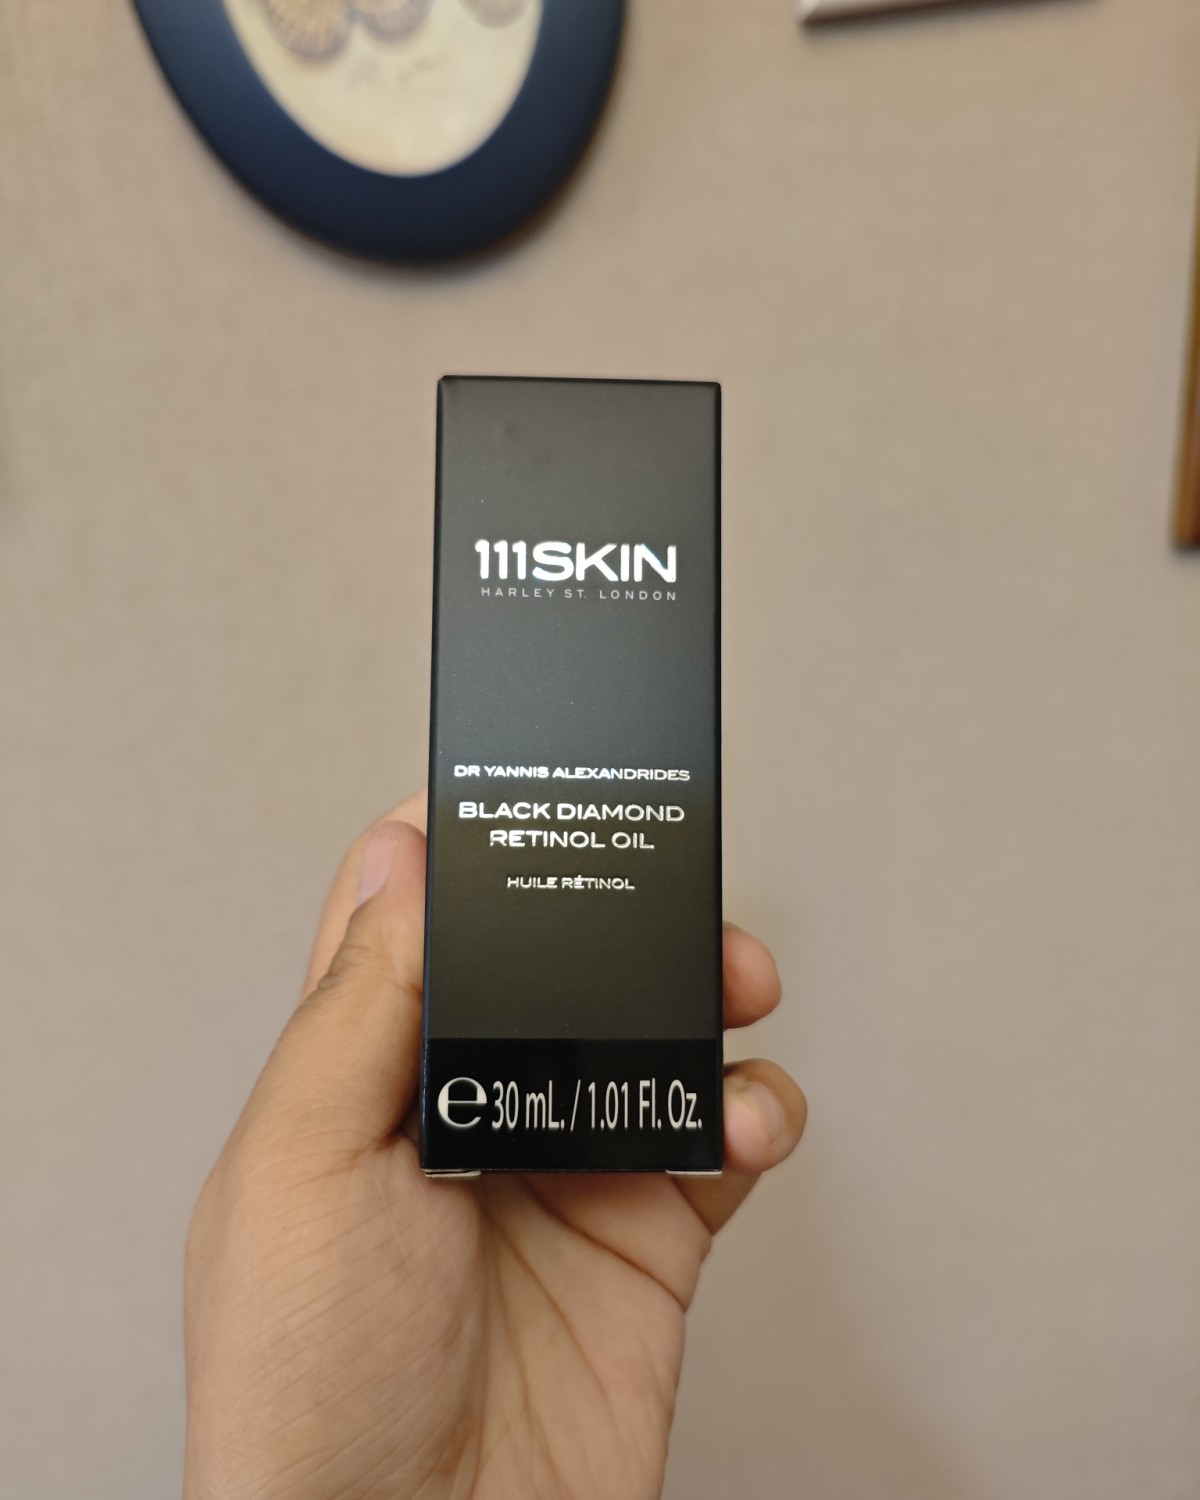 111SKIN
HARLEY ST. LONDON
DR YANNIS ALEXANDRIDES
BLACK DIAMOND
RETINOL OIL
HUILE RÉTINOL
℮30 mL. / 1.01 Fl. Oz.